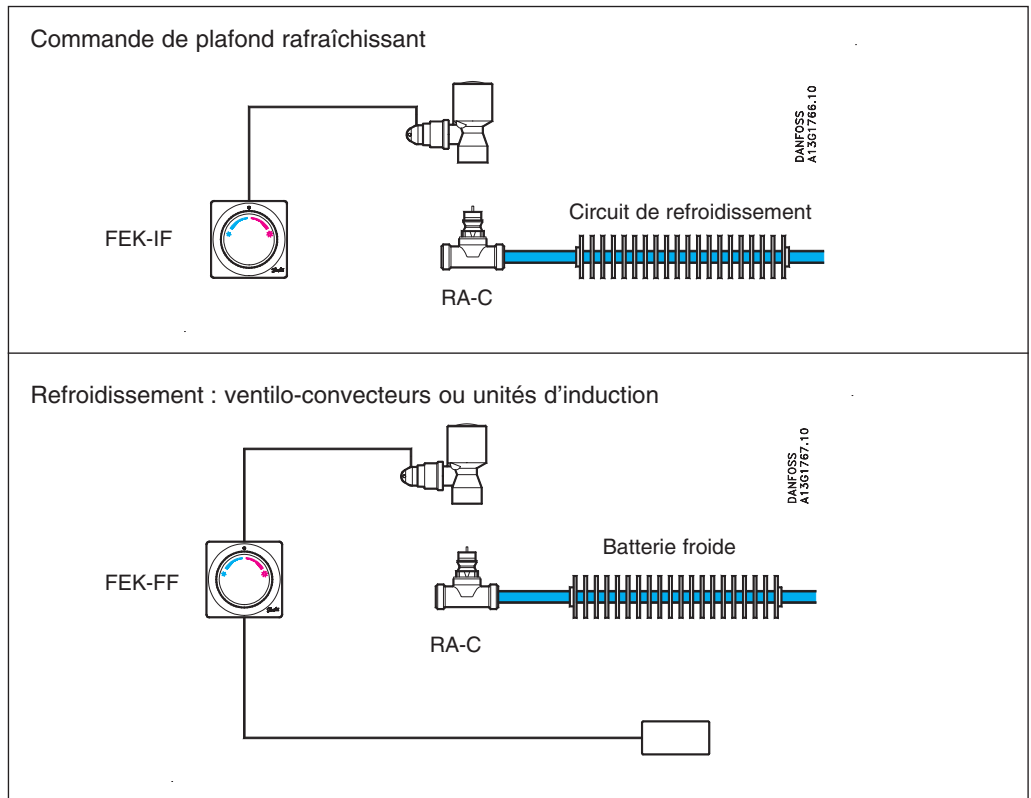 Commande de plafond rafraîchissant
DANFOSS
A13G1766.10
Circuit de refroidissement
FEK-IF
RA-C
Refroidissement : ventilo-convecteurs ou unités d'induction
DANFOSS
A13G1767.10
Batterie froide
FEK-FF
RA-C